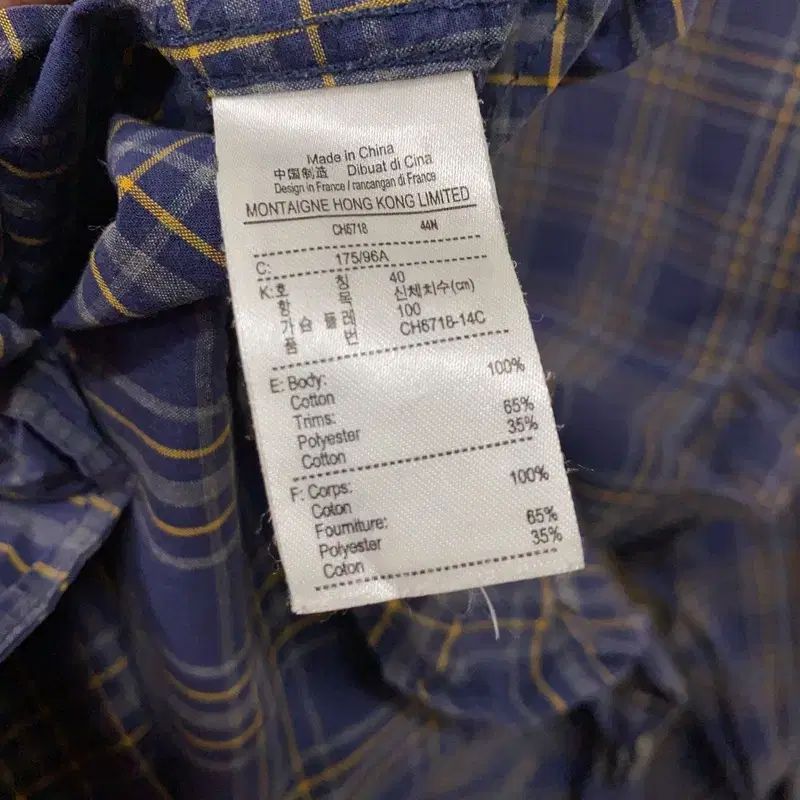 Made in China
中国制造 Dibuat di Cina
Design in France / rancangan di France
MONTAIGNE HONG KONG LIMITED
CH6718 44N
C: 175/96A
K: 호 칭 40
항 목 신체치수(cm)
가슴둘레 100
품 번 CH6718-14C
E: Body:
Cotton 100%
Trims:
Polyester 65%
Cotton 35%
F: Corps:
Coton 100%
Fourniture:
Polyester 65%
Coton 35%